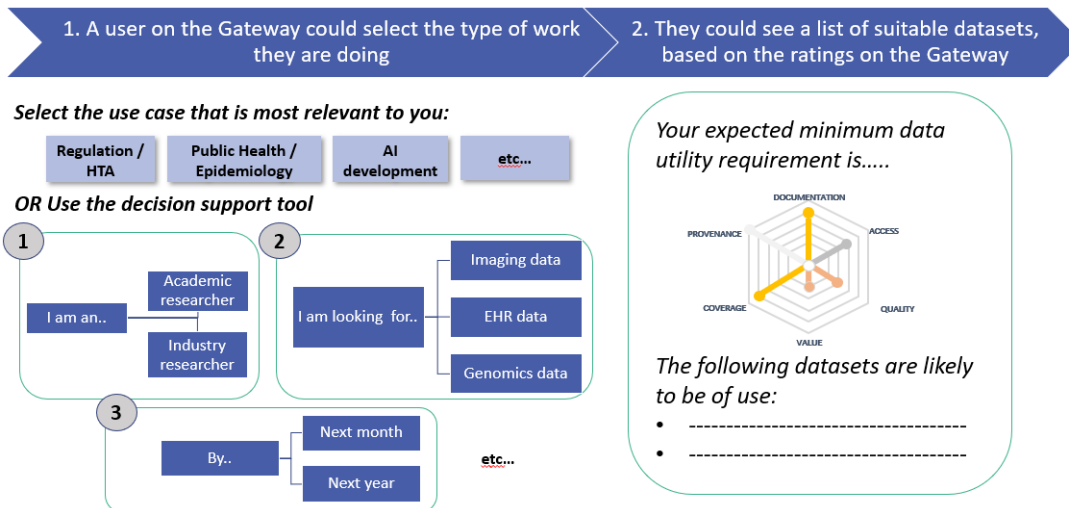 1. A user on the Gateway could select the type of work
they are doing
2. They could see a list of suitable datasets,
based on the ratings on the Gateway
Select the use case that is most relevant to you:
Regulation /
HTA
Public Health /
Epidemiology
AI
development
etc...
OR Use the decision support tool
1
I am an..
Academic
researcher
Industry
researcher
2
I am looking  for..
Imaging data
EHR data
Genomics data
3
By..
Next month
Next year
etc...
Your expected minimum data
utility requirement is.....
DOCUMENTATION
PROVENANCE
ACCESS
COVERAGE
QUALITY
VALUE
The following datasets are likely
to be of use:
• -----------------------------------
• -----------------------------------